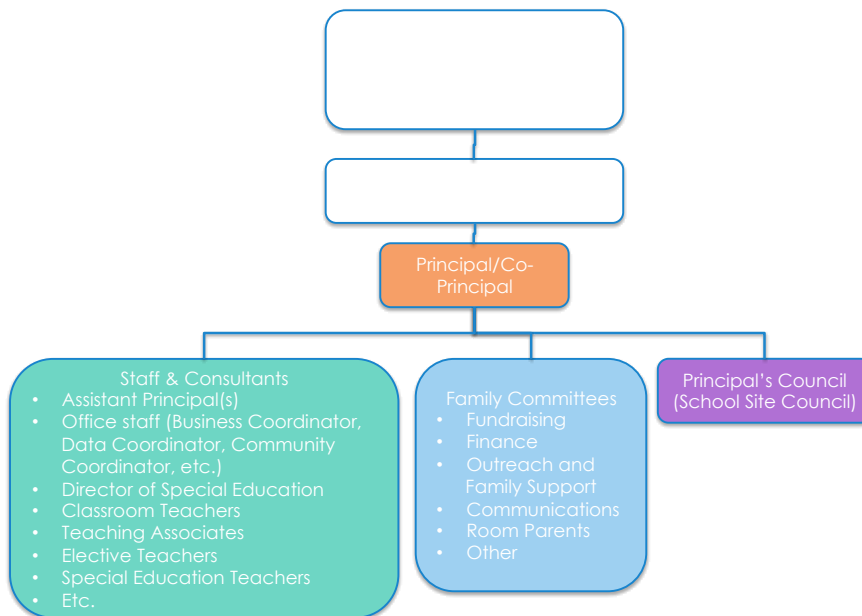 Principal/Co-
Principal
Staff & Consultants
• Assistant Principal(s)
• Office staff (Business Coordinator,
Data Coordinator, Community
Coordinator, etc.)
• Director of Special Education
• Classroom Teachers
• Teaching Associates
• Elective Teachers
• Special Education Teachers
• Etc.
Family Committees
• Fundraising
• Finance
• Outreach and
Family Support
• Communications
• Room Parents
• Other
Principal’s Council
(School Site Council)